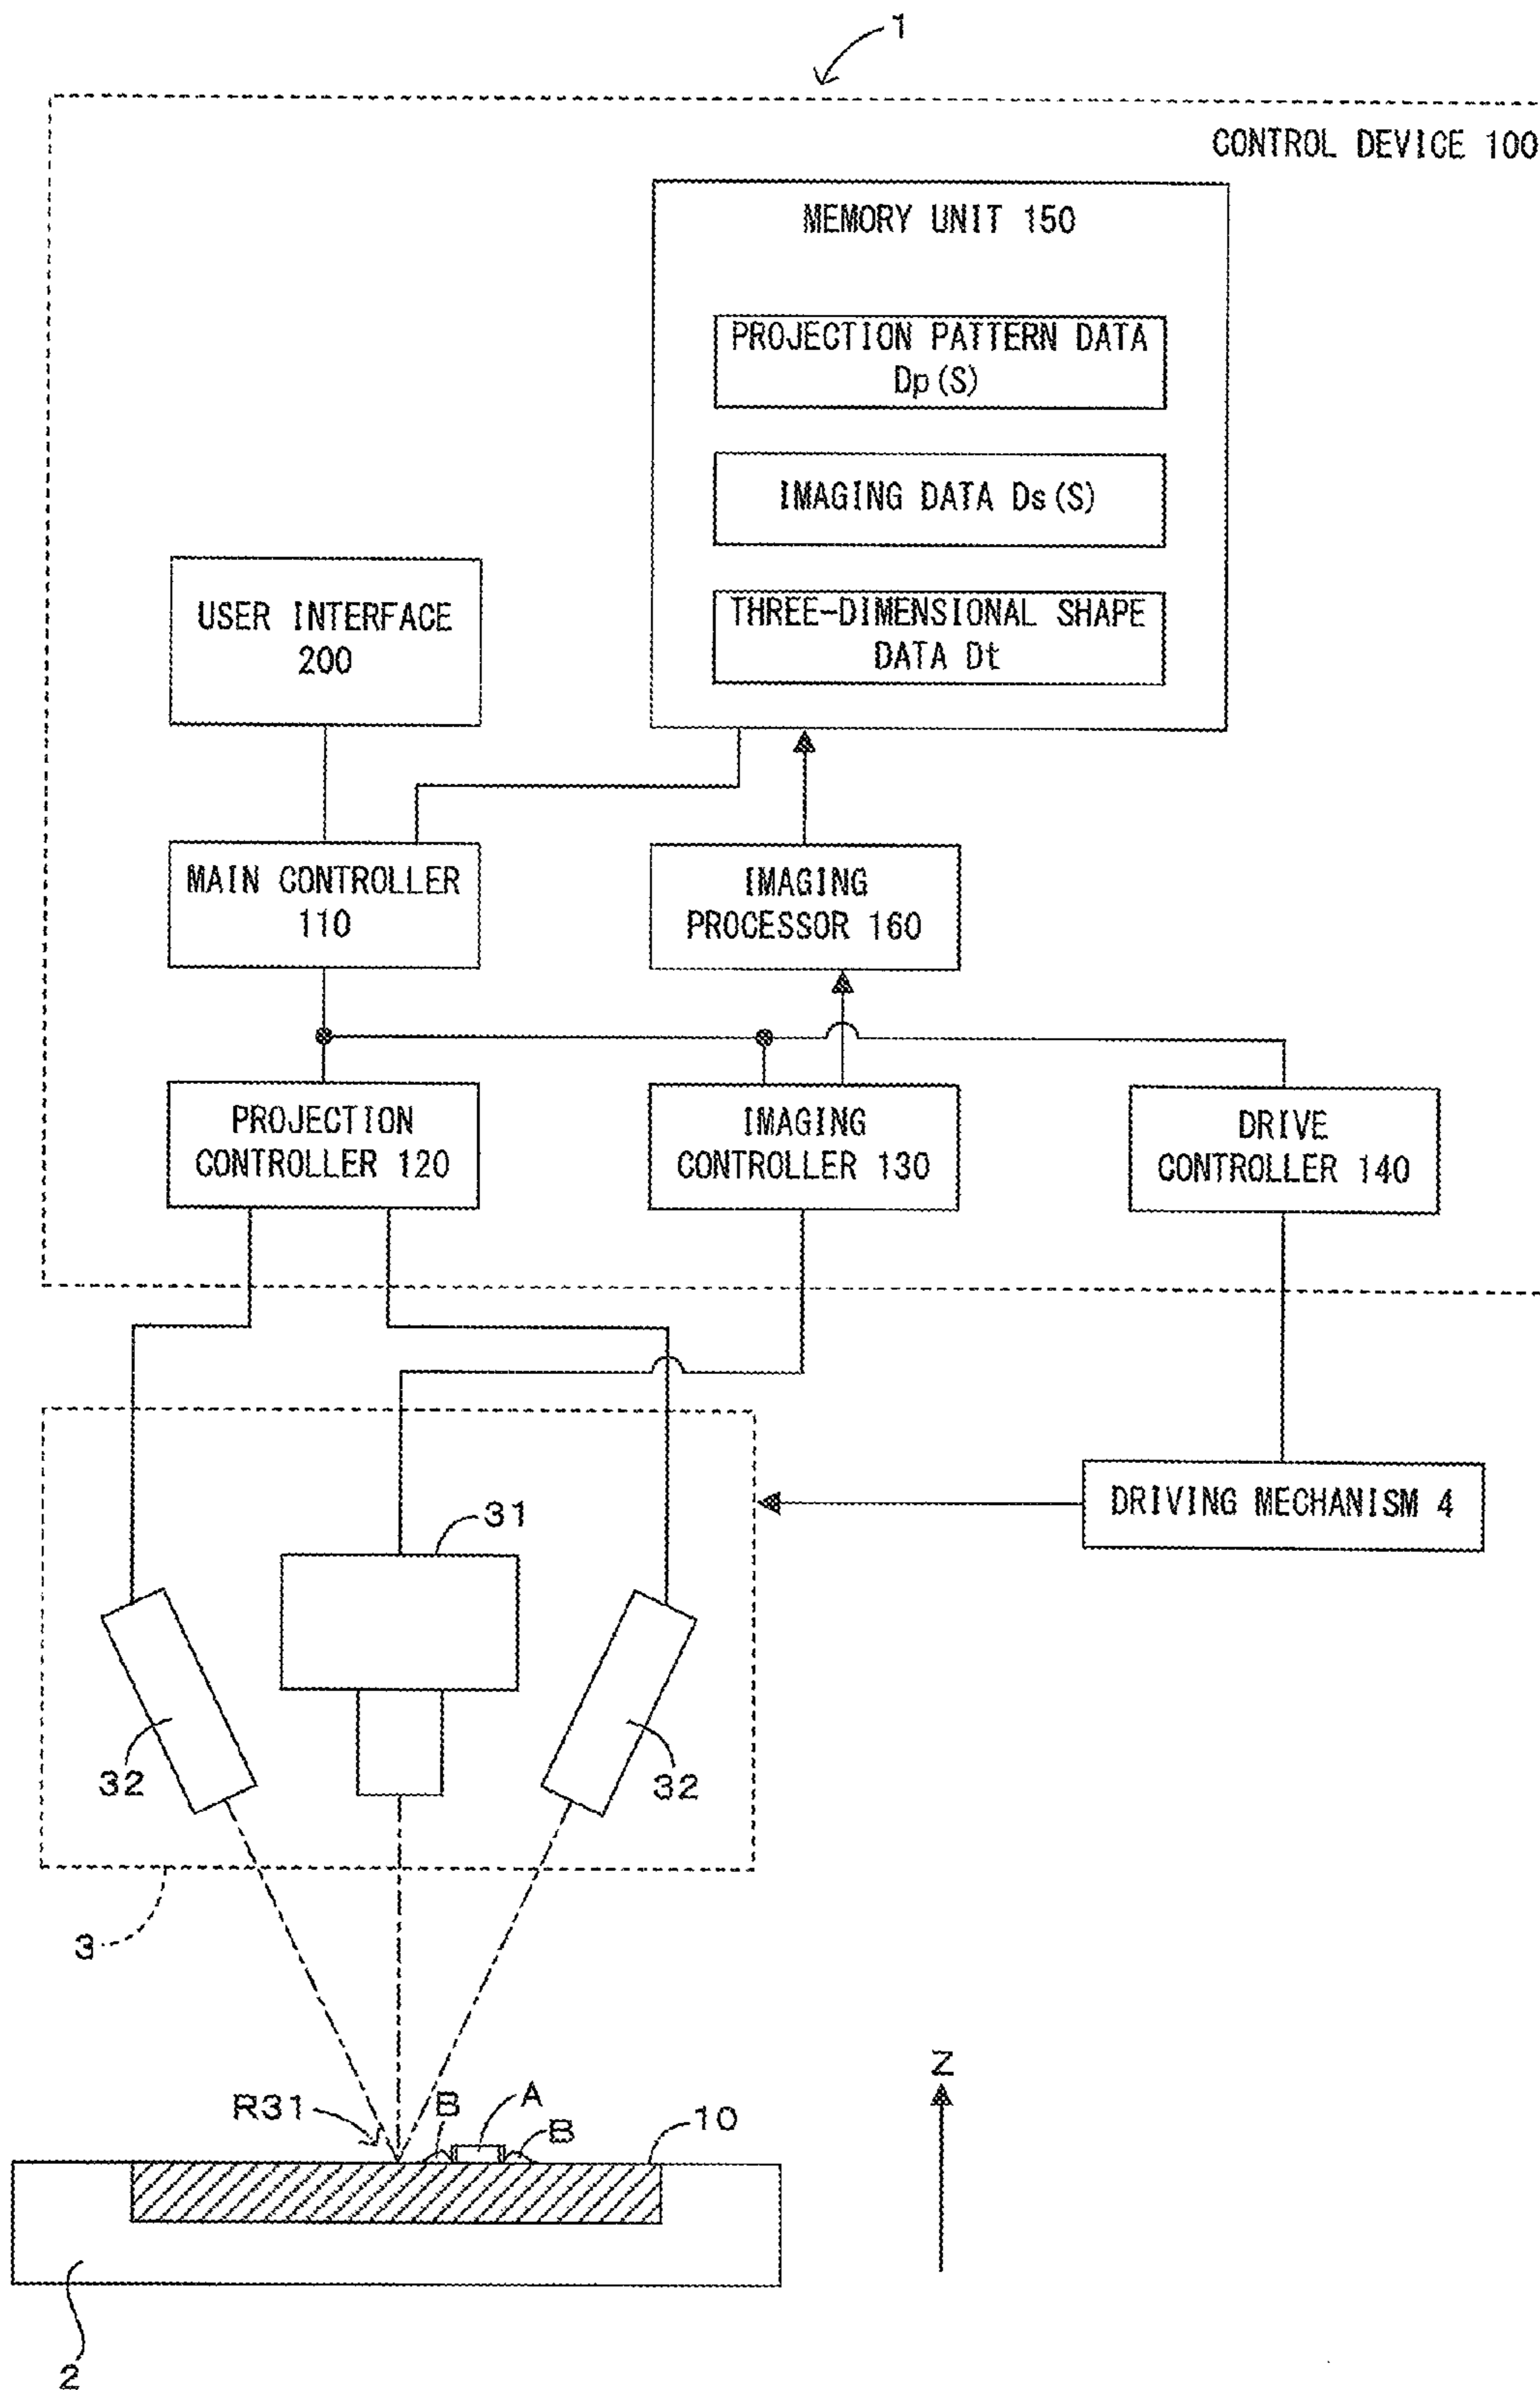 1
CONTROL DEVICE 100
MEMORY UNIT 150
PROJECTION PATTERN DATA
Dp(S)
IMAGING DATA Ds(S)
THREE-DIMENSIONAL SHAPE
DATA Dt
USER INTERFACE
200
MAIN CONTROLLER
110
IMAGING
PROCESSOR 160
PROJECTION
CONTROLLER 120
IMAGING
CONTROLLER 130
DRIVE
CONTROLLER 140
DRIVING MECHANISM 4
31
32
32
3
Z
R31
B
A
B
10
2